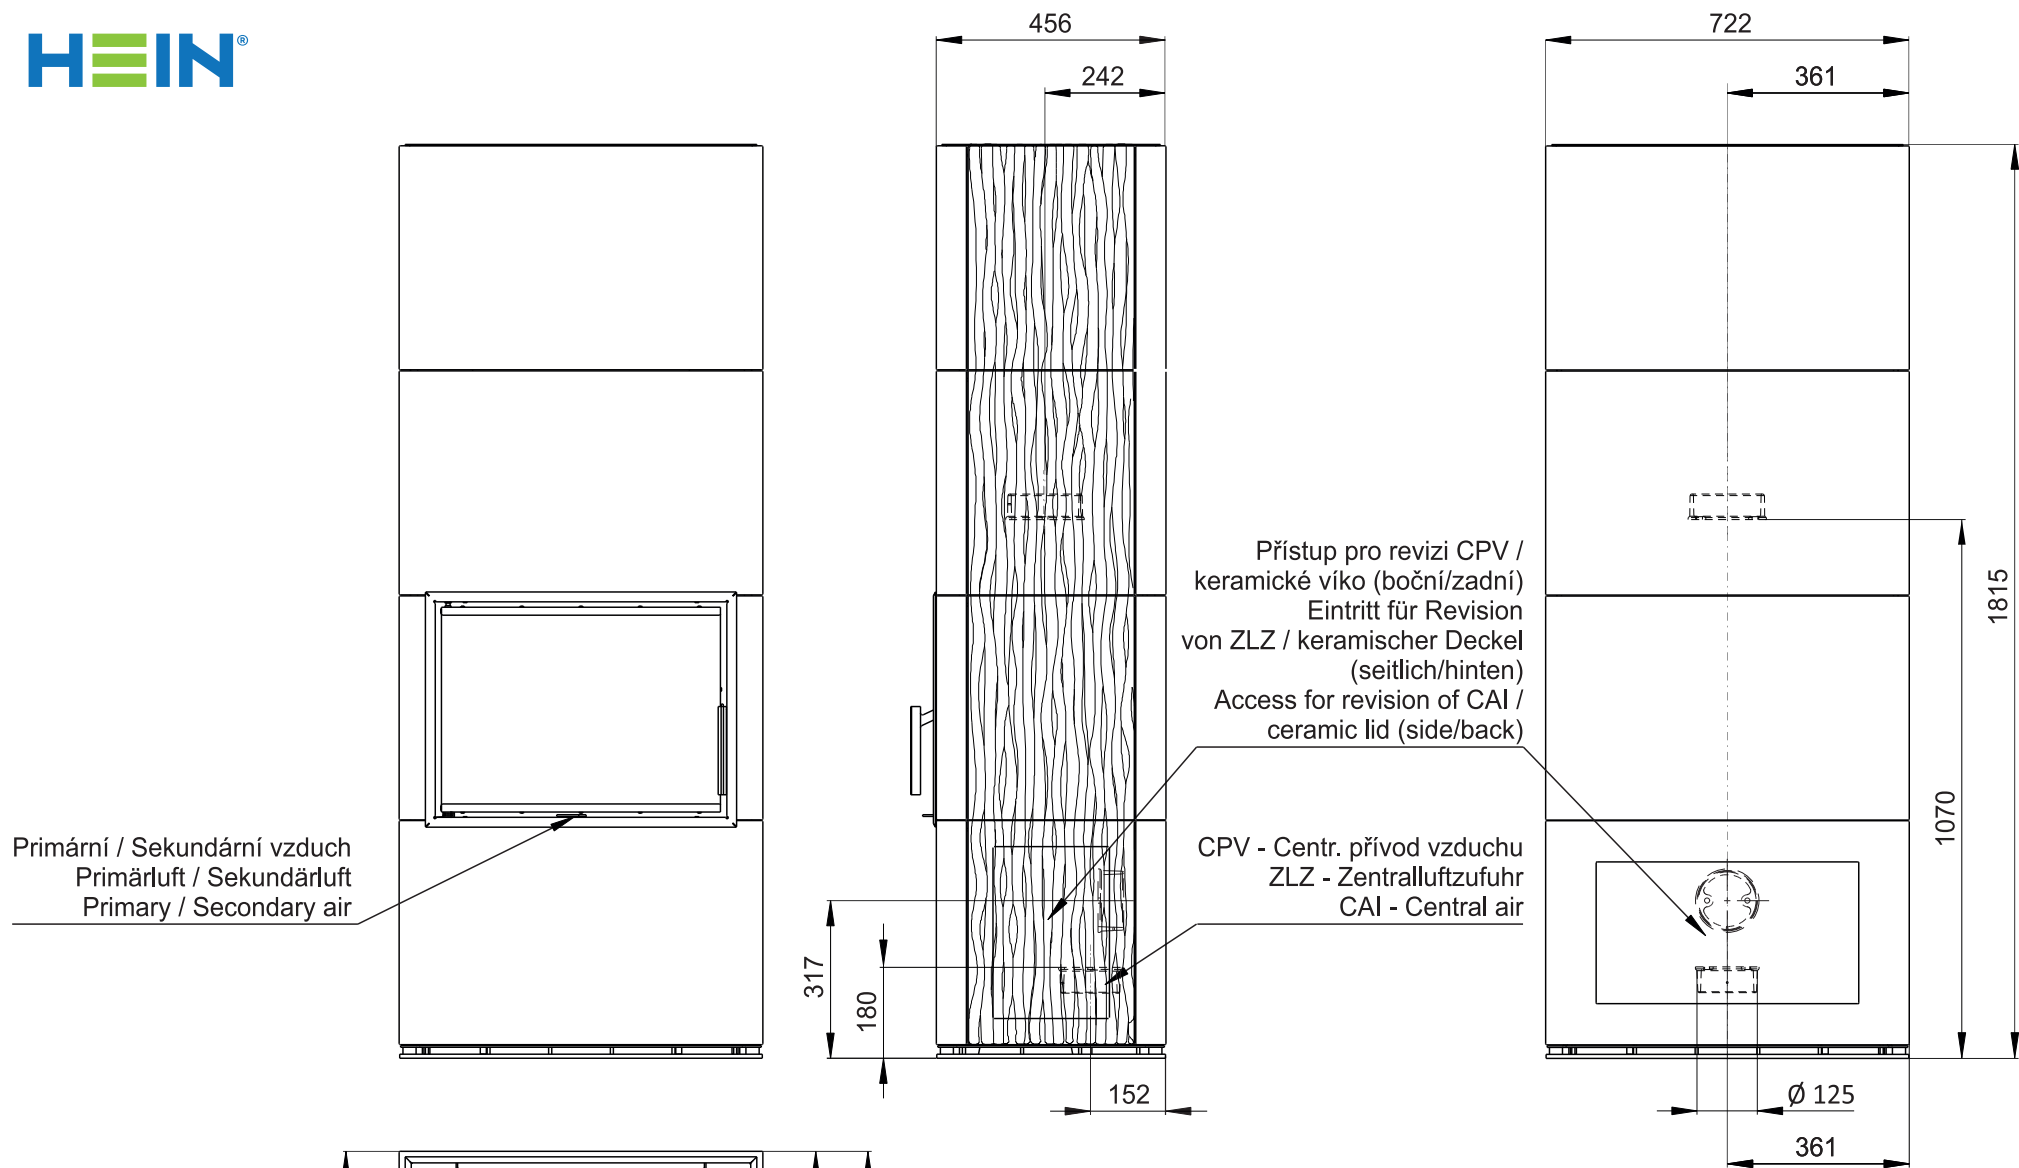 HEIN®
456
242
722
361
Přístup pro revizi CPV /
keramické víko (boční/zadní)
Eintritt für Revision
von ZLZ / keramischer Deckel
(seitlich/hinten)
Access for revision of CAI /
ceramic lid (side/back)
1815
1070
Primární / Sekundární vzduch
Primärluft / Sekundärluft
Primary / Secondary air
CPV - Centr. přívod vzduchu
ZLZ - Zentralluftzufuhr
CAI - Central air
317
180
152
Ø 125
361